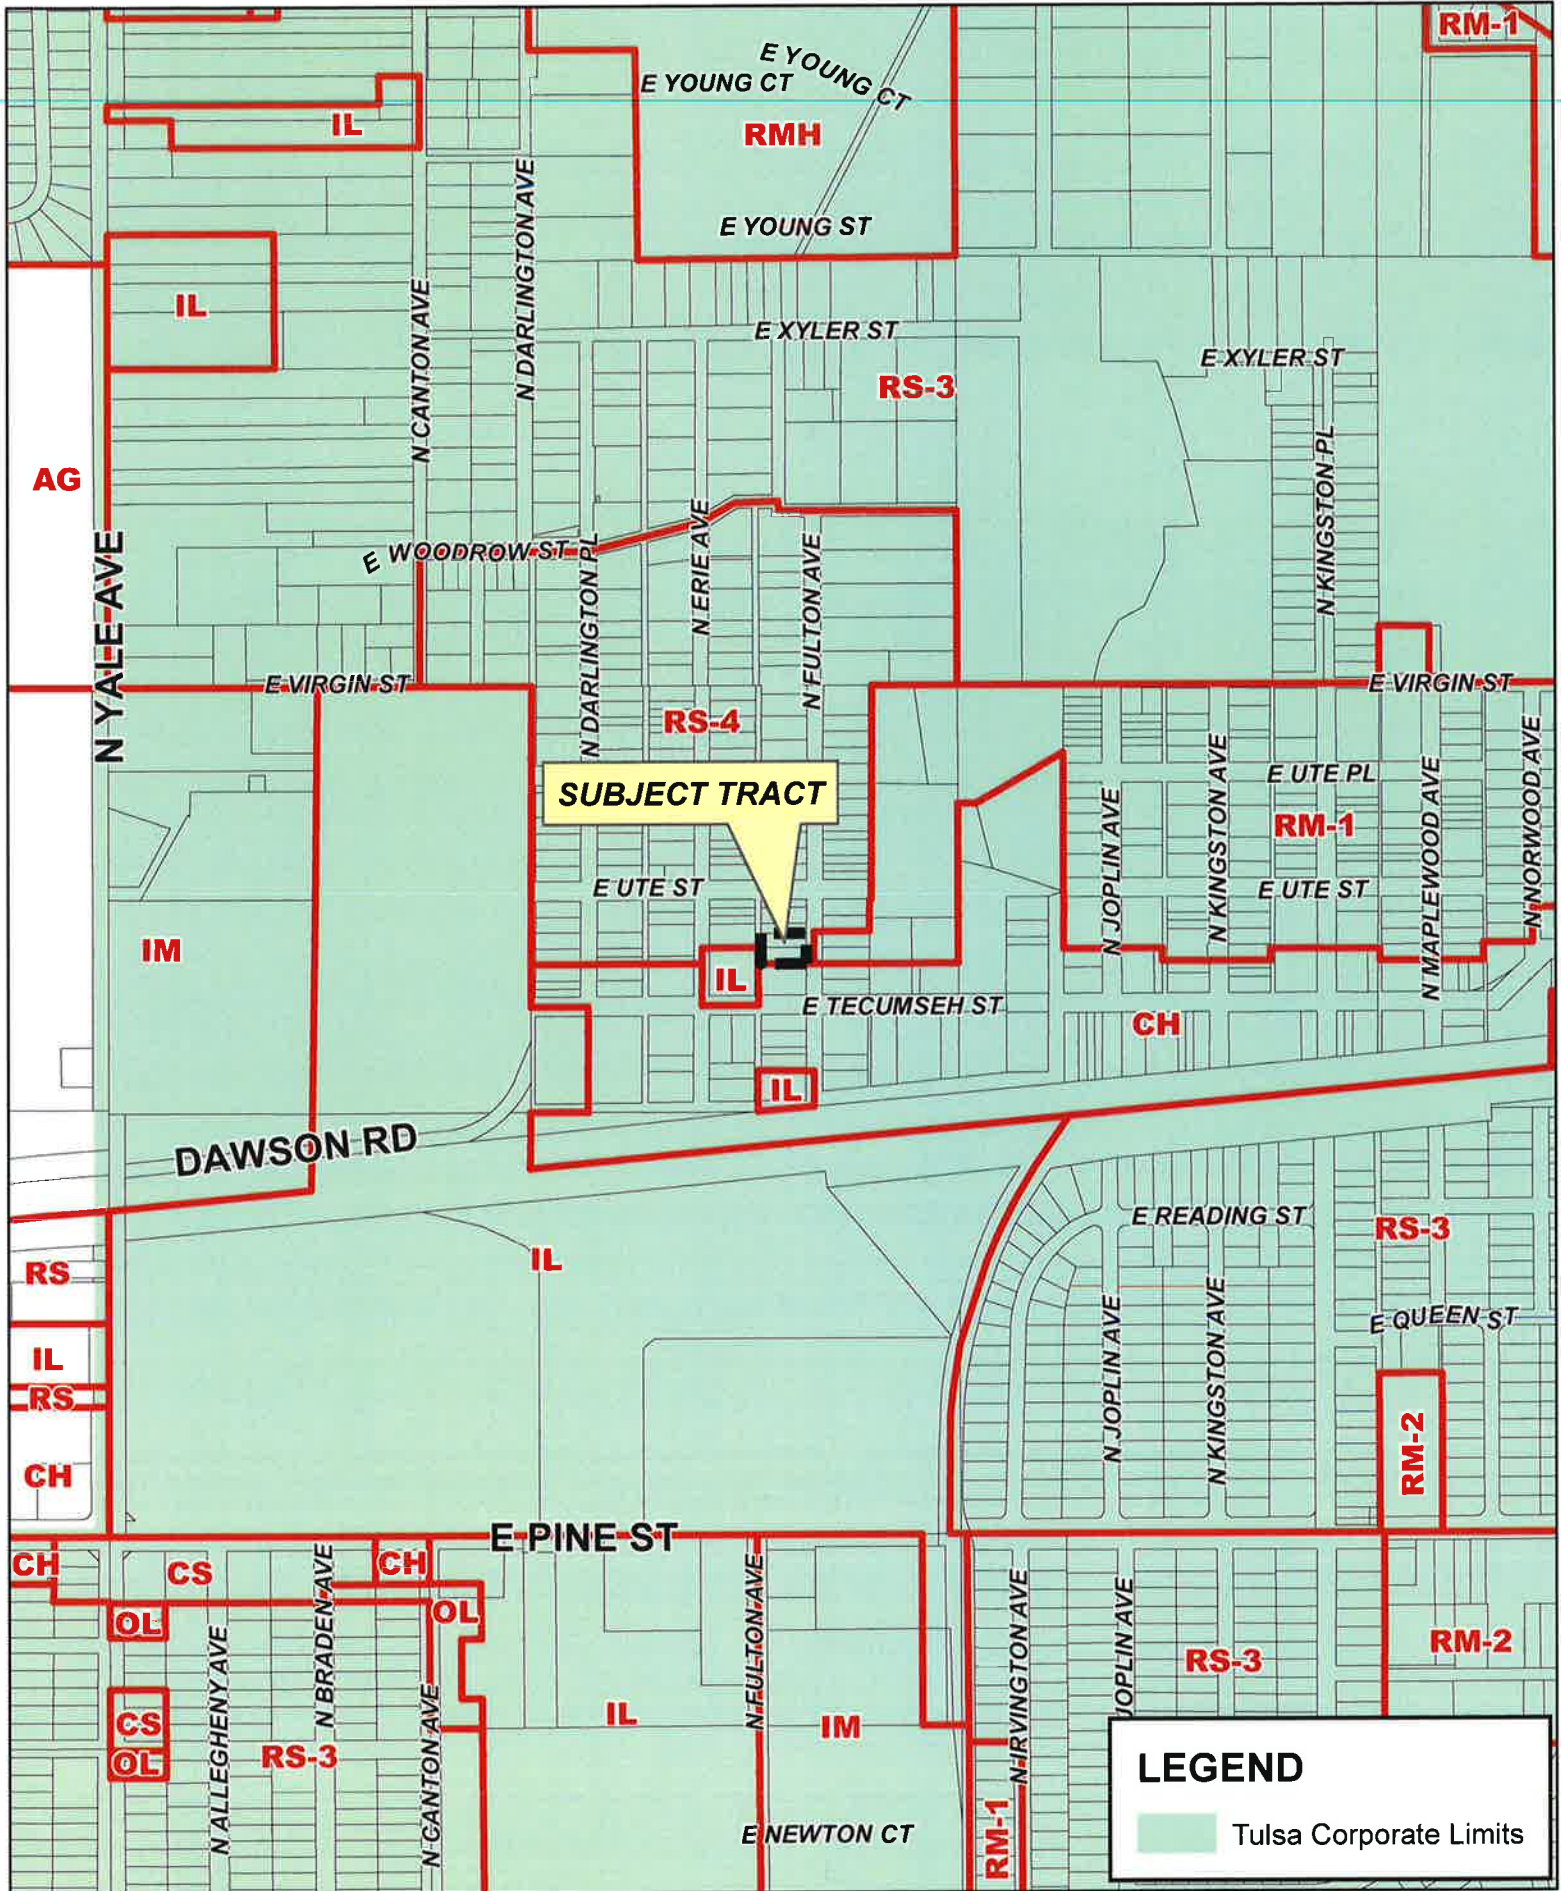 RM-1
E YOUNG CT
E YOUNG CT
IL
RMH
E YOUNG ST
N DARLINGTON AVE
IL
N CANTON AVE
E XYLER ST
E XYLER ST
RS-3
AG
N KINGSTON PL
N YALE AVE
E WOODROW ST
N DARLINGTON PL
N ERIE AVE
N FULTON AVE
E VIRGIN ST
E VIRGIN ST
RS-4
SUBJECT TRACT
E UTE PL
RM-1
N JOPLIN AVE
N KINGSTON AVE
N MAPLEWOOD AVE
N NORWOOD AVE
E UTE ST
E UTE ST
IM
IL
E TECUMSEH ST
CH
IL
DAWSON RD
E READING ST
RS-3
IL
RS
E QUEEN ST
IL
RS
N JOPLIN AVE
N KINGSTON AVE
RM-2
CH
E PINE ST
CH
CS
CH
OL
OL
N ALLEGHENY AVE
N BRADEN AVE
N CANTON AVE
N FULTON AVE
N IRVINGTON AVE
JOPLIN AVE
RS-3
RM-2
CS
OL
RS-3
IL
IM
E NEWTON CT
RM-1
LEGEND
Tulsa Corporate Limits